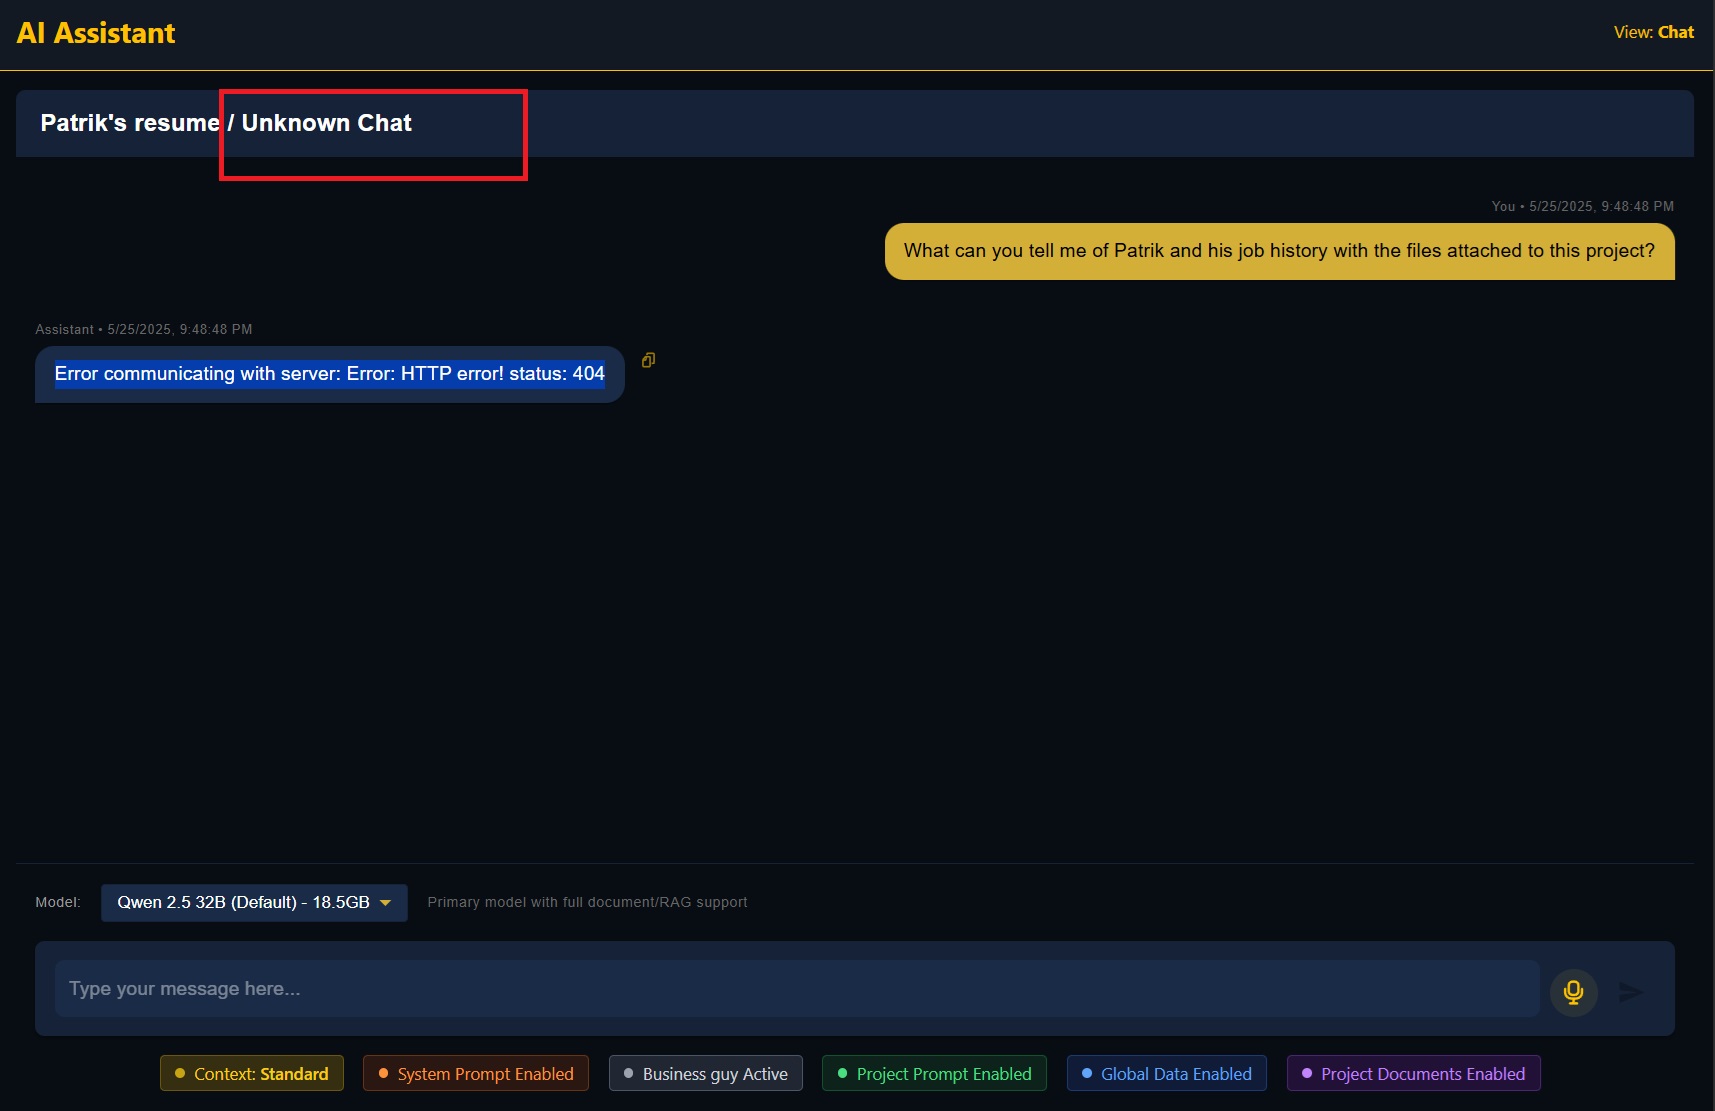 AI Assistant
View: Chat
Patrik's resume / Unknown Chat
You • 5/25/2025, 9:48:48 PM
What can you tell me of Patrik and his job history with the files attached to this project?
Assistant • 5/25/2025, 9:48:48 PM
Error communicating with server: Error: HTTP error! status: 404
Model:
Qwen 2.5 32B (Default) - 18.5GB
Primary model with full document/RAG support
Type your message here...
Context: Standard
System Prompt Enabled
Business guy Active
Project Prompt Enabled
Global Data Enabled
Project Documents Enabled